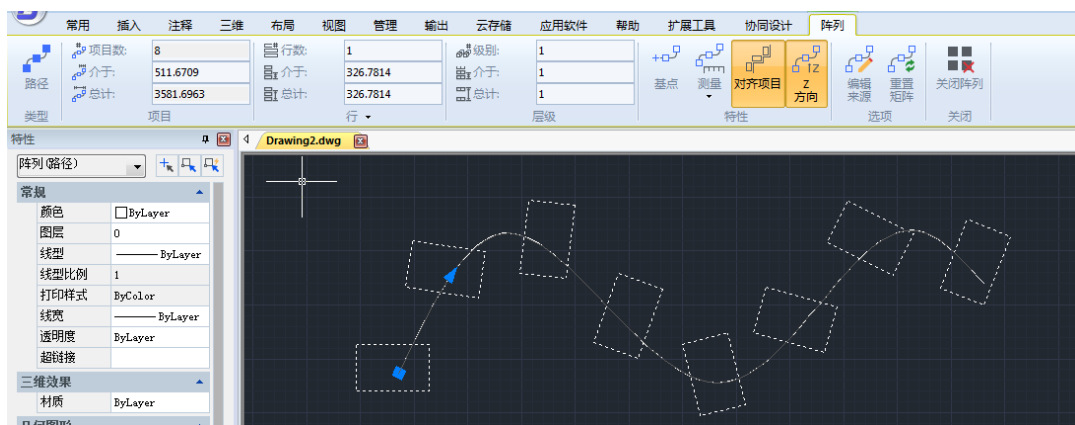 常用 插入 注释 三维 布局 视图 管理 输出 云存储 应用软件 帮助 扩展工具 协同设计 阵列
项目数: 8 行数: 1 级别: 1
介于: 511.6709 介于: 326.7814 介于: 1
总计: 3581.6963 总计: 326.7814 总计: 1
路径 基点 测量 对齐项目 Z 方向 编辑来源 重置矩阵 关闭阵列
类型 项目 行 层级 特性 选项 关闭
特性 Drawing2.dwg
阵列(路径)
常规
颜色 ByLayer
图层 0
线型 ByLayer
线型比例 1
打印样式 ByColor
线宽 ByLayer
透明度 ByLayer
超链接
三维效果
材质 ByLayer